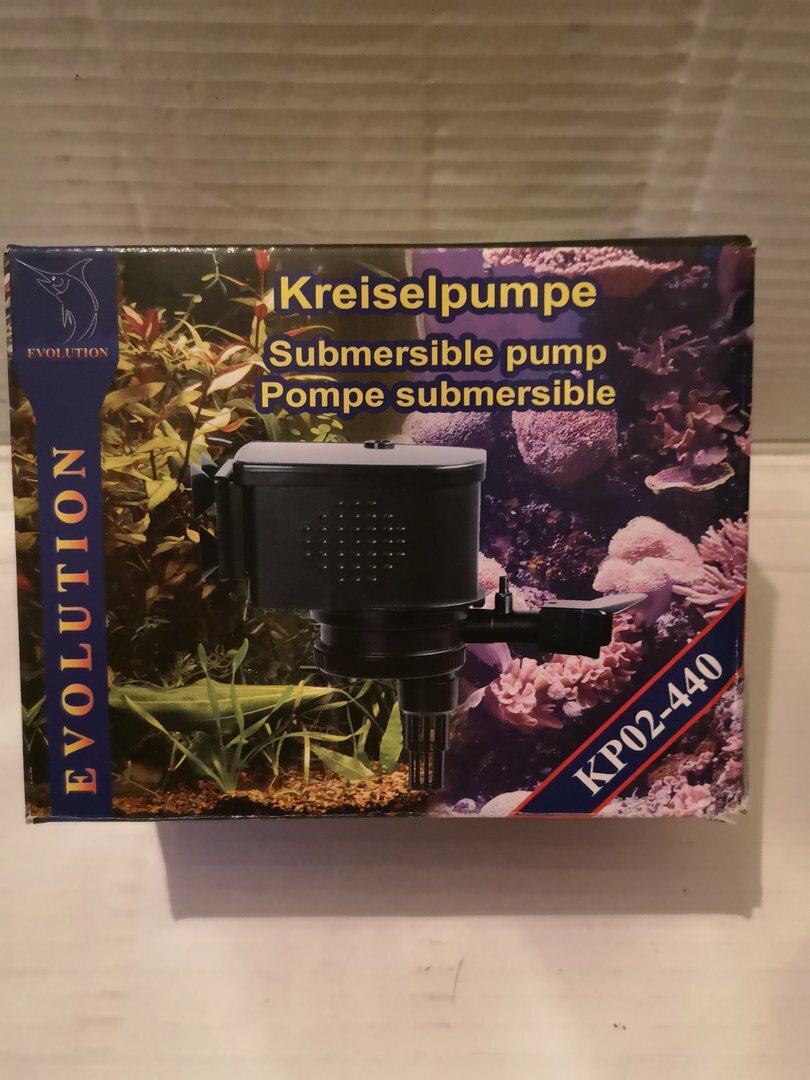 EVOLUTION
EVOLUTION
Kreiselpumpe
Submersible pump
Pompe submersible
KP02-440